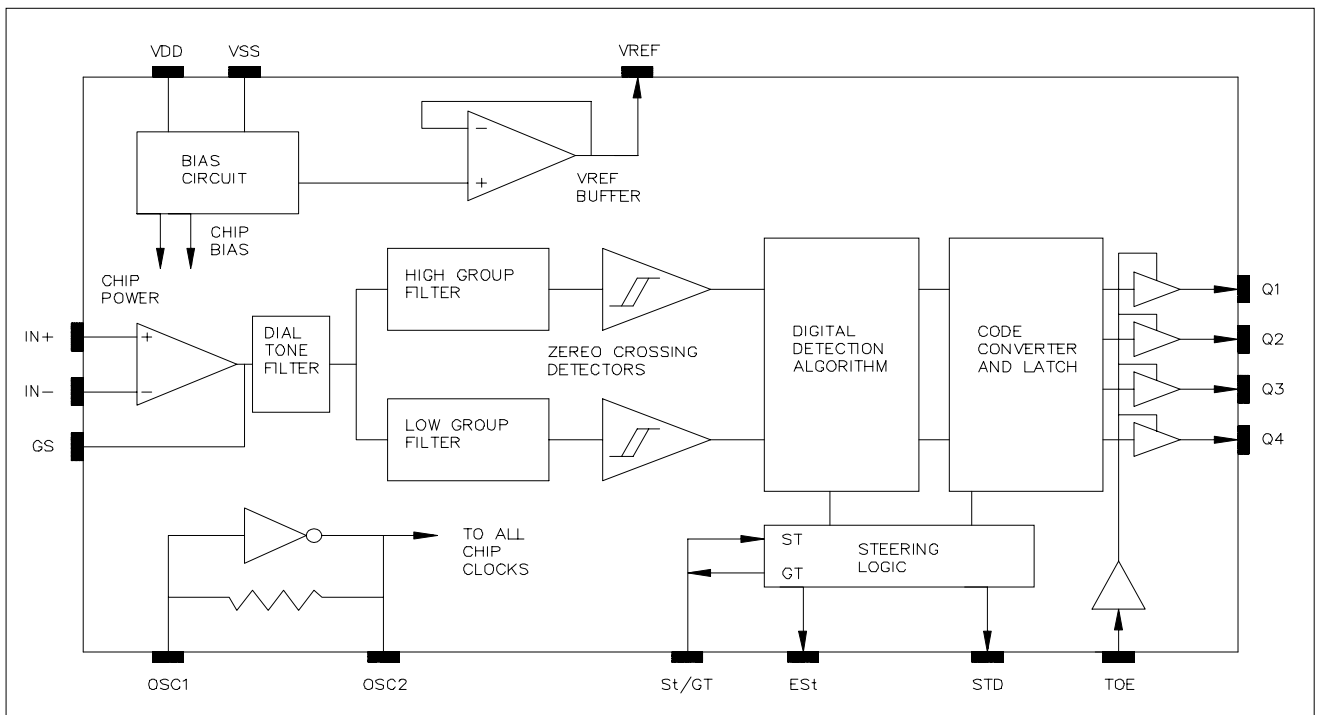 VDD
VSS
VREF
BIAS
CIRCUIT
−
+
VREF
BUFFER
CHIP
BIAS
CHIP
POWER
HIGH GROUP
FILTER
IN+
+
IN−
−
GS
DIAL
TONE
FILTER
ZEREO CROSSING
DETECTORS
LOW GROUP
FILTER
DIGITAL
DETECTION
ALGORITHM
CODE
CONVERTER
AND LATCH
Q1
Q2
Q3
Q4
TO ALL
CHIP
CLOCKS
ST
GT
STEERING
LOGIC
OSC1
OSC2
St/GT
ESt
STD
TOE